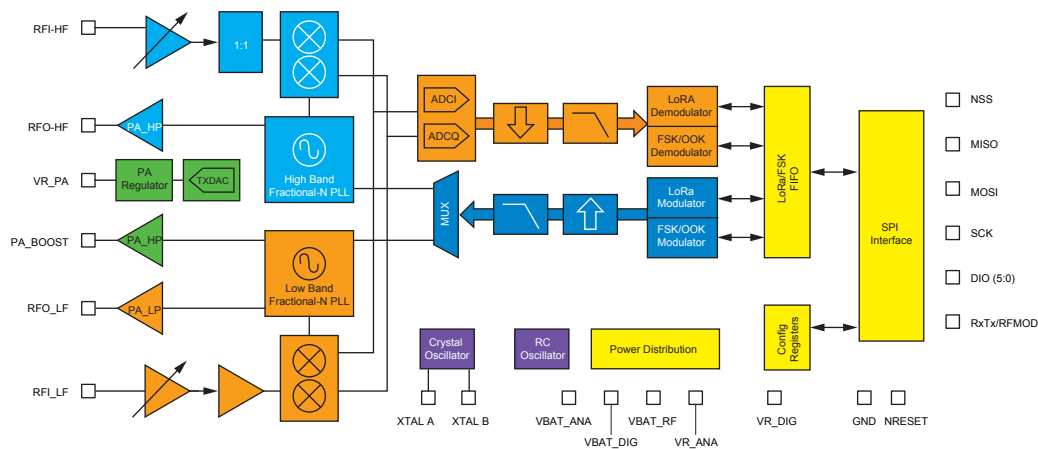 RFI-HF
1:1
ADCI
ADCQ
LoRA
Demodulator
FSK/OOK
Demodulator
NSS
RFO-HF
PA_HP
High Band
Fractional-N PLL
MISO
VR_PA
PA
Regulator
TXDAC
LoRa/FSK
FIFO
MOSI
MUX
LoRa
Modulator
FSK/OOK
Modulator
SPI
Interface
SCK
PA_BOOST
PA_HP
Low Band
Fractional-N PLL
DIO (5:0)
RFO_LF
PA_LP
RxTx/RFMOD
Crystal
Oscillator
RC
Oscillator
Power Distribution
Config
Registers
RFI_LF
XTAL A
XTAL B
VBAT_ANA
VBAT_DIG
VBAT_RF
VR_ANA
VR_DIG
GND
NRESET